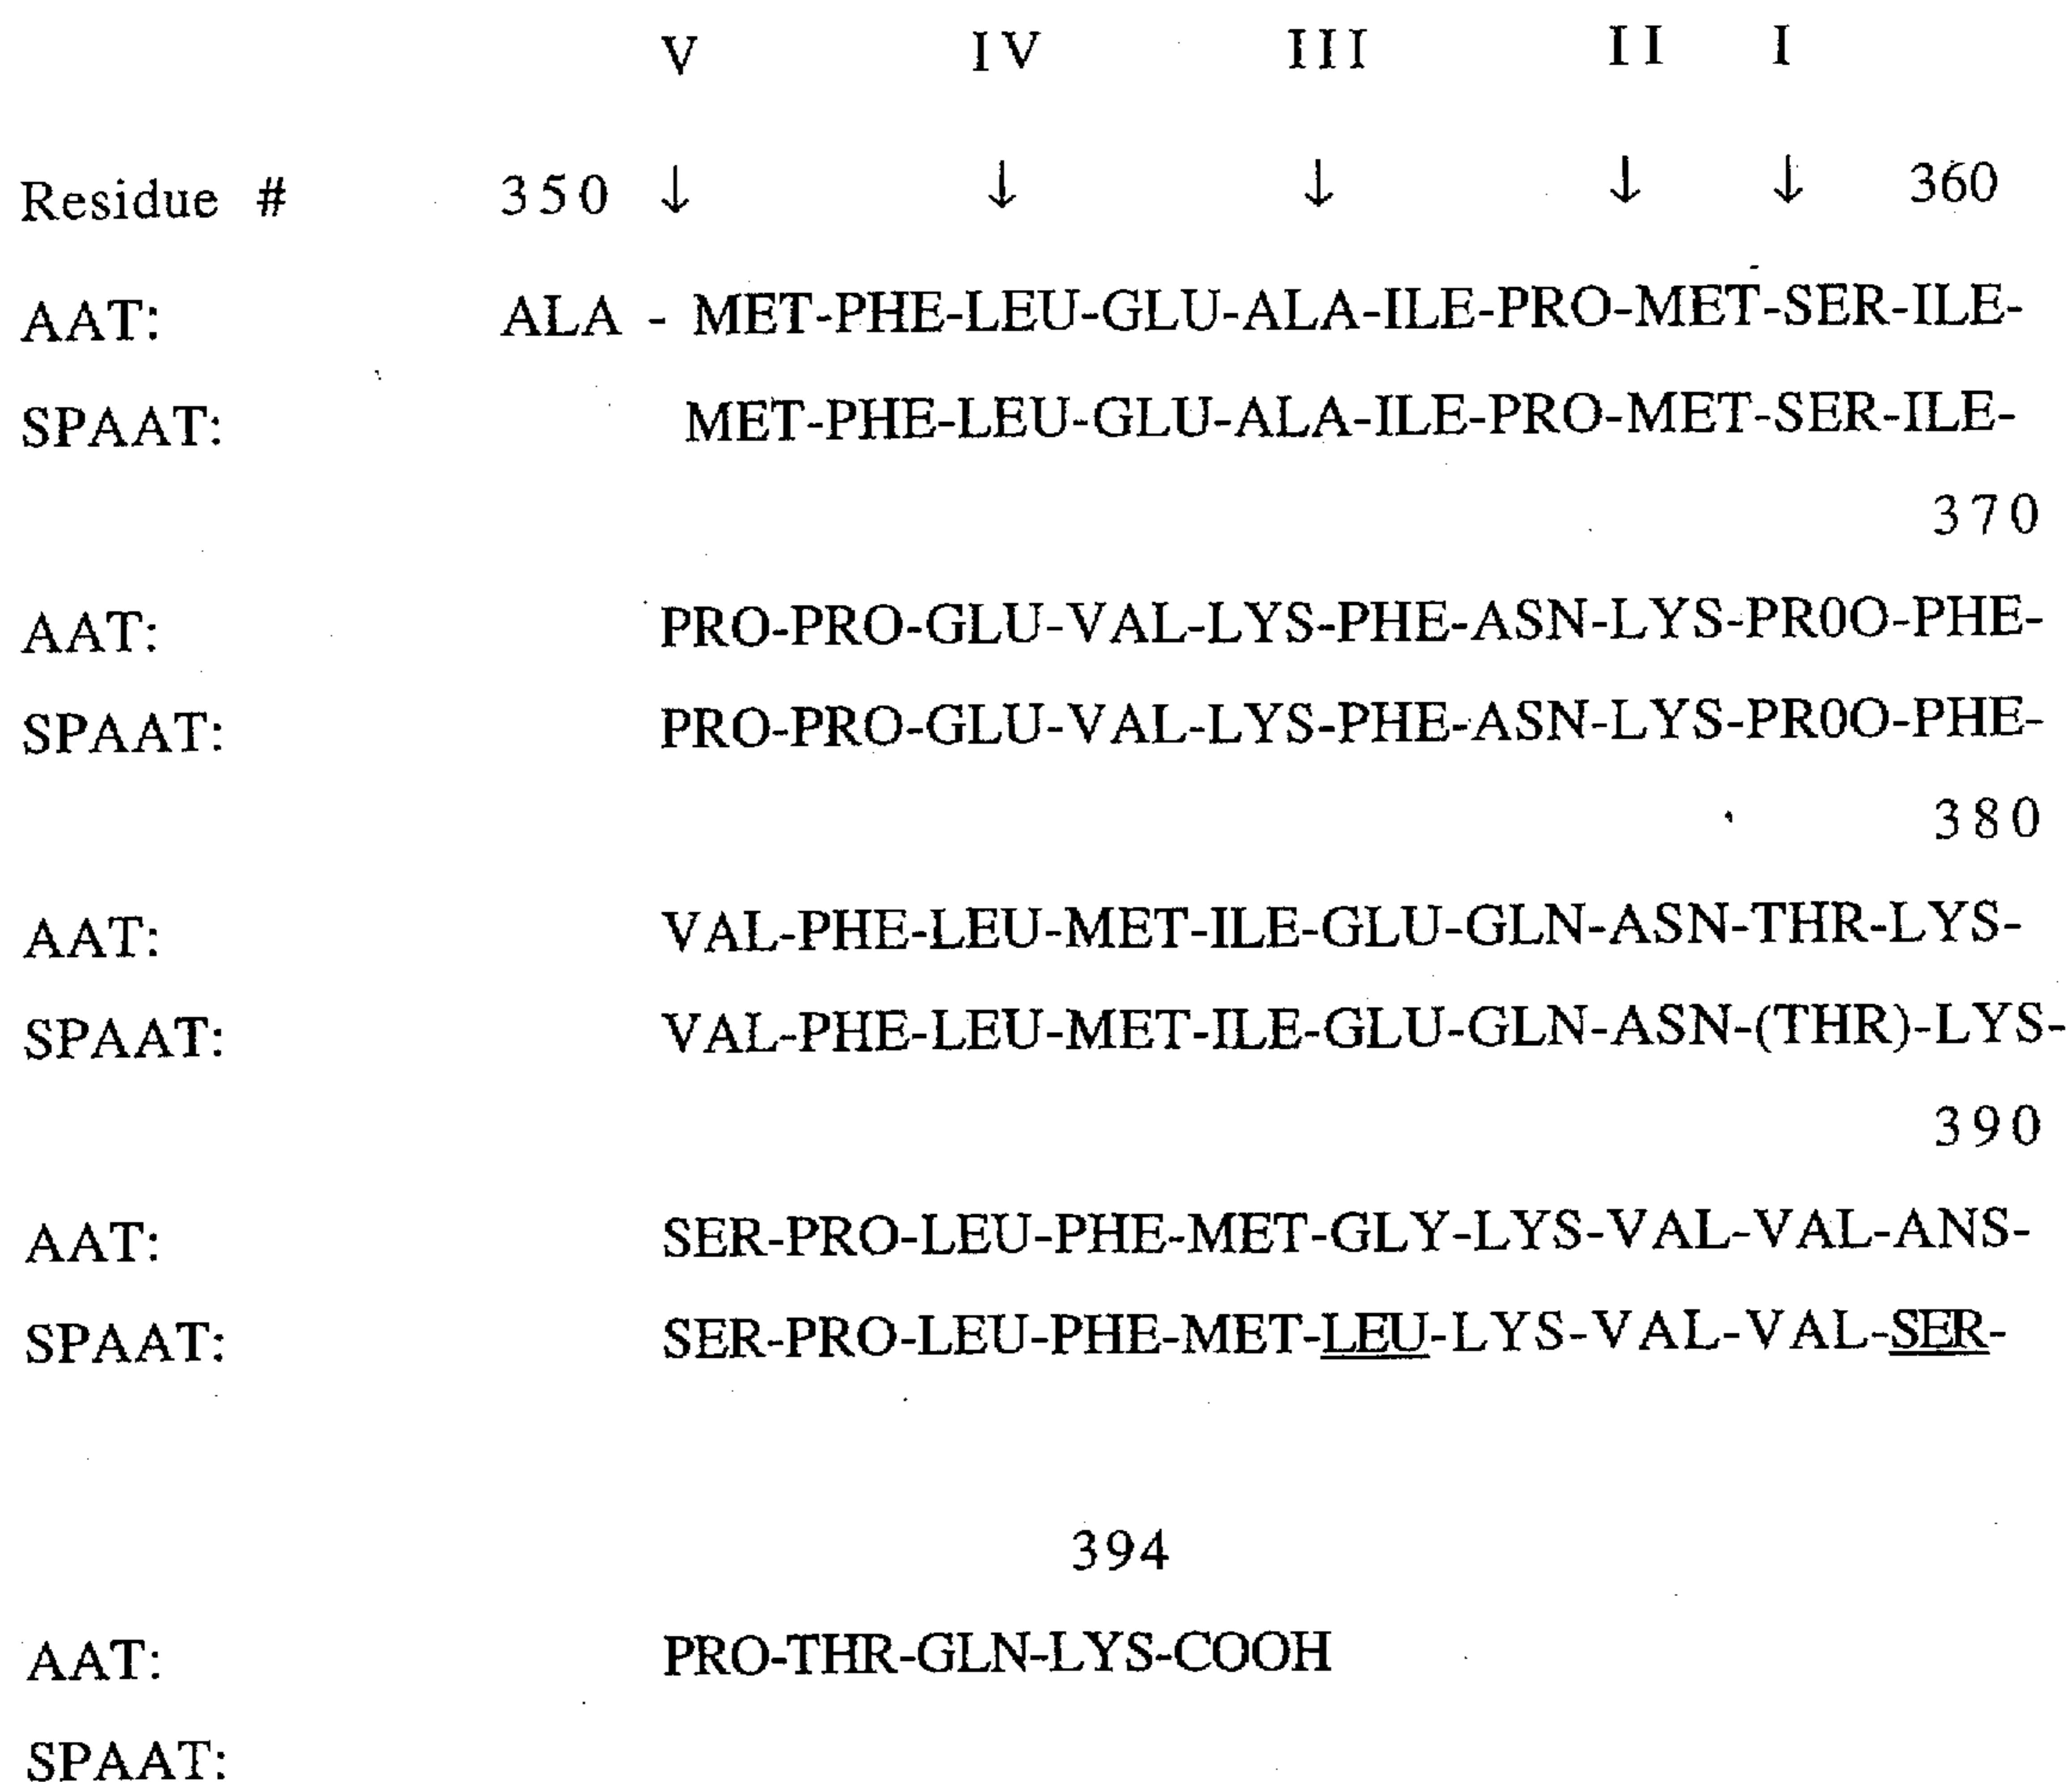 V IV III II I
Residue # 350 ↓ ↓ ↓ ↓ ↓ 360
AAT: ALA - MET-PHE-LEU-GLU-ALA-ILE-PRO-MET-SER-ILE-
SPAAT: MET-PHE-LEU-GLU-ALA-ILE-PRO-MET-SER-ILE-
370
AAT: PRO-PRO-GLU-VAL-LYS-PHE-ASN-LYS-PR0O-PHE-
SPAAT: PRO-PRO-GLU-VAL-LYS-PHE-ASN-LYS-PR0O-PHE-
380
AAT: VAL-PHE-LEU-MET-ILE-GLU-GLN-ASN-THR-LYS-
SPAAT: VAL-PHE-LEU-MET-ILE-GLU-GLN-ASN-(THR)-LYS-
390
AAT: SER-PRO-LEU-PHE-MET-GLY-LYS-VAL-VAL-ANS-
SPAAT: SER-PRO-LEU-PHE-MET-LEU-LYS-VAL-VAL-SER-
394
AAT: PRO-THR-GLN-LYS-COOH
SPAAT: